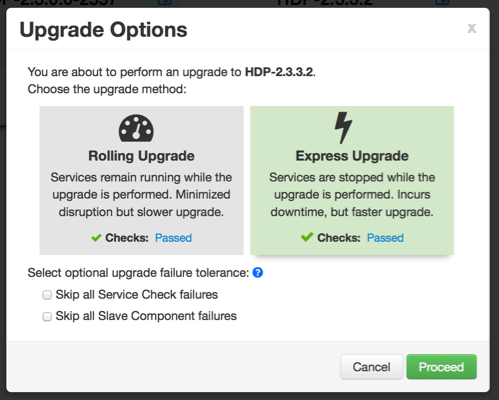 Upgrade Options
x
You are about to perform an upgrade to HDP-2.3.3.2.
Choose the upgrade method:
Rolling Upgrade
Services remain running while the
upgrade is performed. Minimized
disruption but slower upgrade.
Checks: Passed
Express Upgrade
Services are stopped while the
upgrade is performed. Incurs
downtime, but faster upgrade.
Checks: Passed
Select optional upgrade failure tolerance: ?
Skip all Service Check failures
Skip all Slave Component failures
Cancel
Proceed